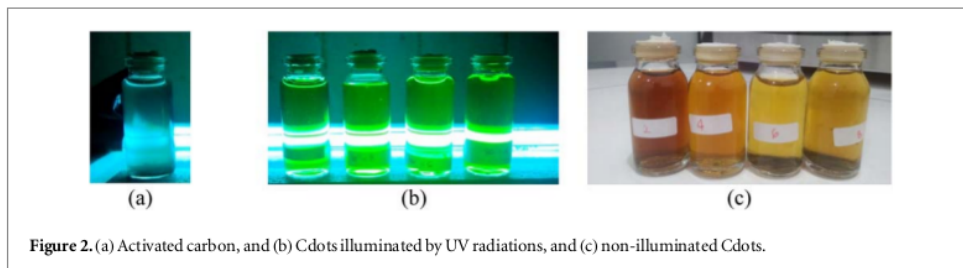 2
4
6
8
(a)
(b)
(c)
Figure 2. (a) Activated carbon, and (b) Cdots illuminated by UV radiations, and (c) non-illuminated Cdots.